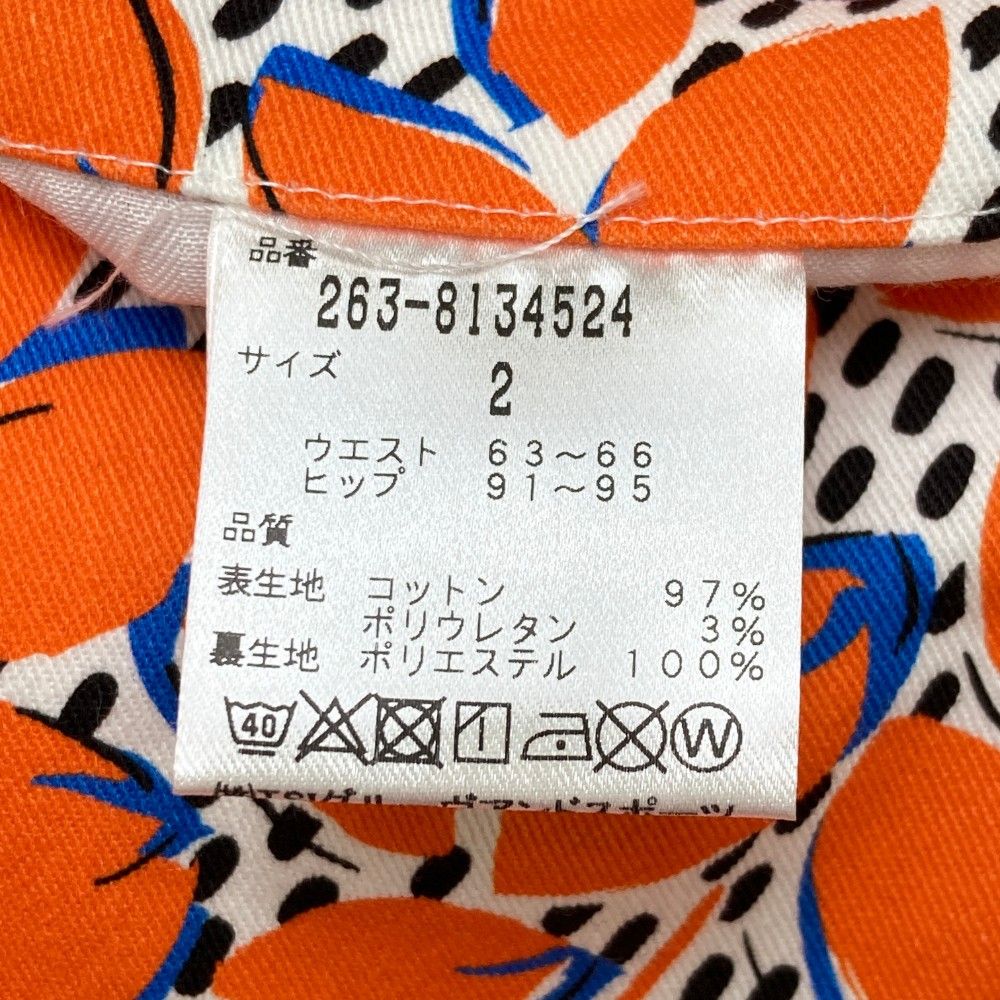 品番
263-8134524
サイズ
2
ウエスト 63~66
ヒップ 91~95
品質
表生地 コットン 97%
ポリウレタン 3%
裏生地 ポリエステル 100%
40 1 W